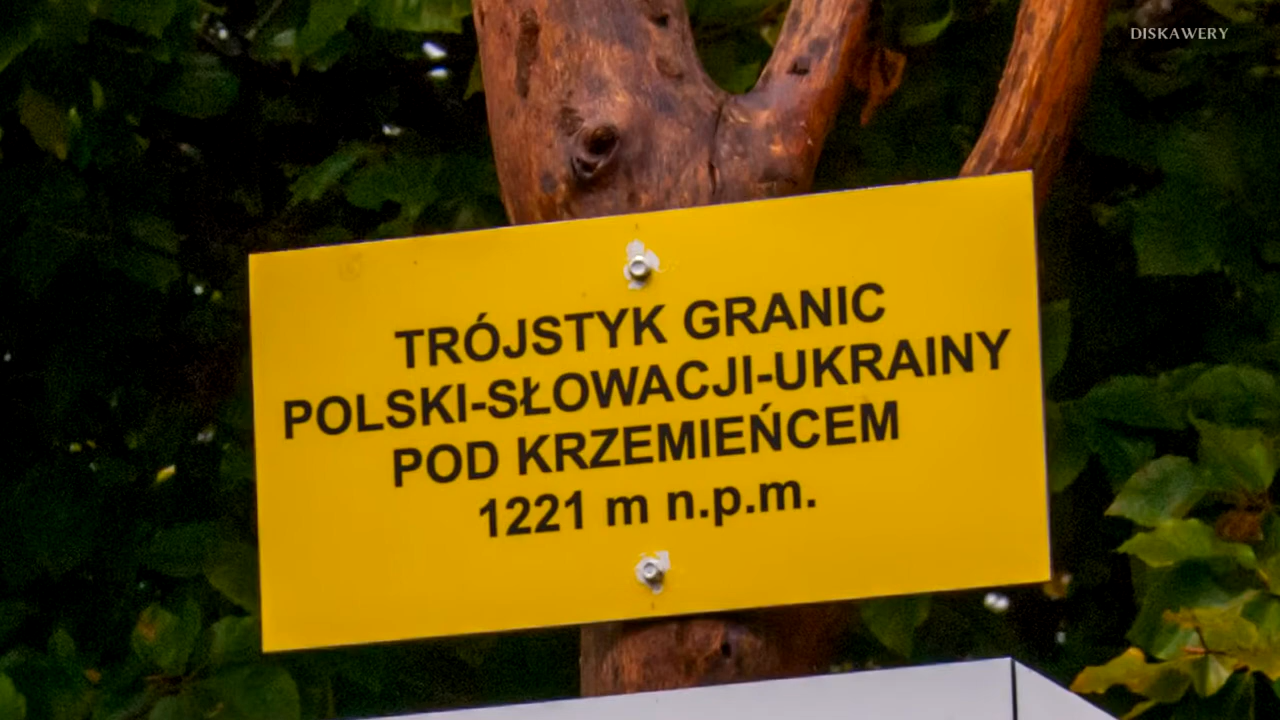 DISKAWERY
TRÓJSTYK GRANIC
POLSKI-SŁOWACJI-UKRAINY
POD KRZEMIEŃCEM
1221 m n.p.m.